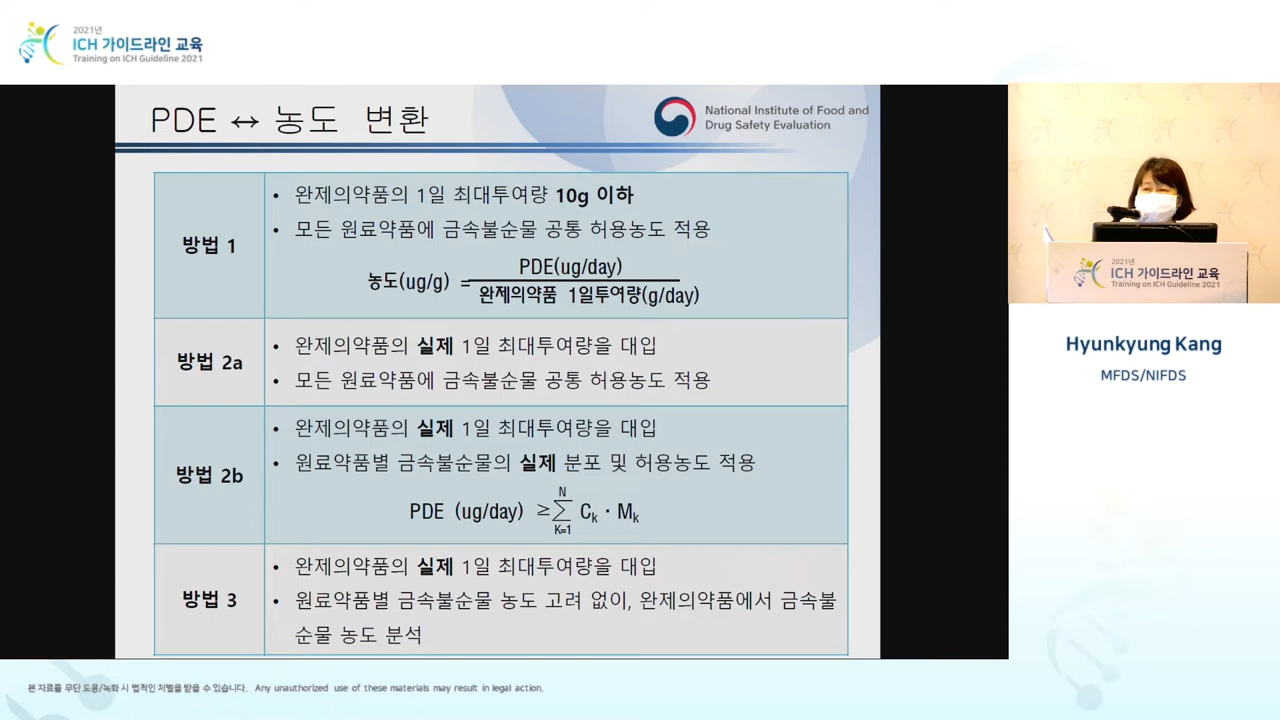 2021년
ICH 가이드라인 교육
Training on ICH Guideline 2021
PDE ↔ 농도 변환
National Institute of Food and
Drug Safety Evaluation
방법 1
• 완제의약품의 1일 최대투여량 10g 이하
• 모든 원료약품에 금속불순물 공통 허용농도 적용
농도(ug/g) = PDE(ug/day)
완제의약품 1일투여량(g/day)
방법 2a
• 완제의약품의 실제 1일 최대투여량을 대입
• 모든 원료약품에 금속불순물 공통 허용농도 적용
방법 2b
• 완제의약품의 실제 1일 최대투여량을 대입
• 원료약품별 금속불순물의 실제 분포 및 허용농도 적용
N
PDE (ug/day) ≥∑ Ck · Mk
K=1
방법 3
• 완제의약품의 실제 1일 최대투여량을 대입
• 원료약품별 금속불순물 농도 고려 없이, 완제의약품에서 금속불
순물 농도 분석
2021년
ICH 가이드라인 교육
Training on ICH Guideline 2021
Hyunkyung Kang
MFDS/NIFDS
본 자료를 무단 도용/녹화 시 법적인 처벌을 받을 수 있습니다. Any unauthorized use of these materials may result in legal action.